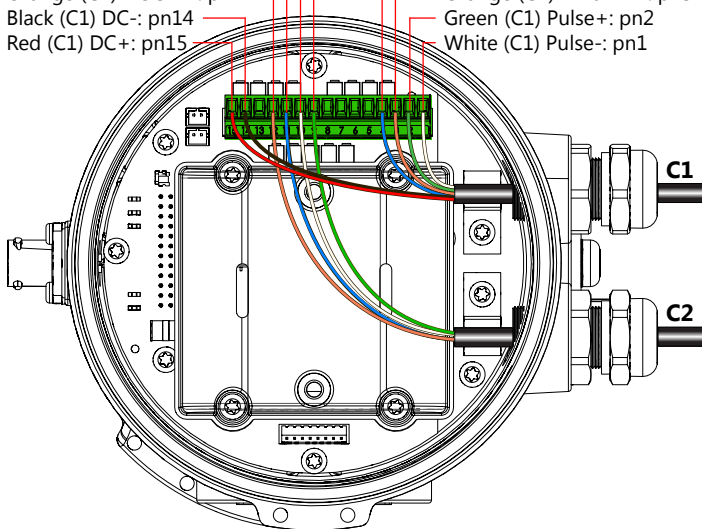 Black (C1) DC-: pn14
Red (C1) DC+: pn15
Green (C1) Pulse+: pn2
White (C1) Pulse-: pn1
13
8 7 6 5
C1
C2